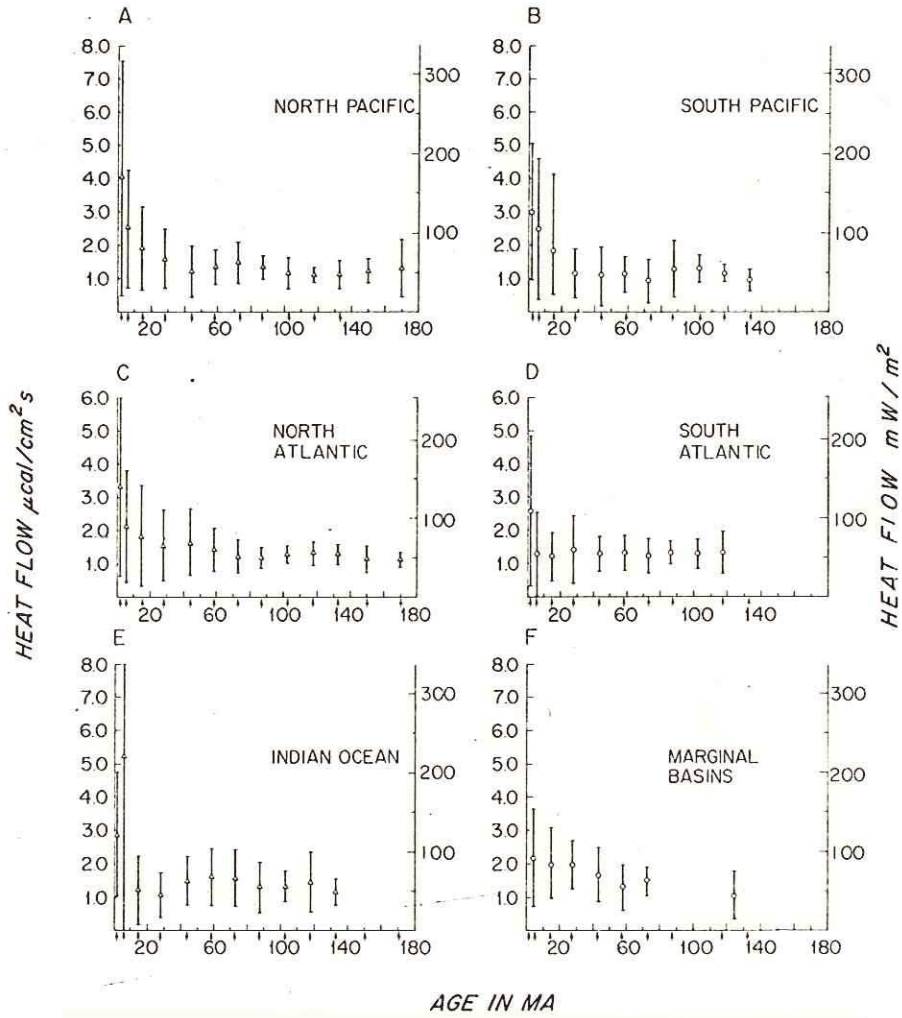 A
8.0
7.0
6.0
5.0
4.0
3.0
2.0
1.0
300
200
100
NORTH PACIFIC
20 60 100 140 180
B
8.0
7.0
6.0
5.0
4.0
3.0
2.0
1.0
300
200
100
SOUTH PACIFIC
20 60 100 140 180
C
6.0
5.0
4.0
3.0
2.0
1.0
200
100
NORTH
ATLANTIC
20 60 100 140 180
D
6.0
5.0
4.0
3.0
2.0
1.0
200
100
SOUTH
ATLANTIC
20 60 100 140 180
E
8.0
7.0
6.0
5.0
4.0
3.0
2.0
1.0
300
200
100
INDIAN OCEAN
20 60 100 140 180
F
8.0
7.0
6.0
5.0
4.0
3.0
2.0
1.0
300
200
100
MARGINAL
BASINS
20 60 100 140 180
HEAT FLOW μcal/cm²s
HEAT FLOW mW/m²
AGE IN MA